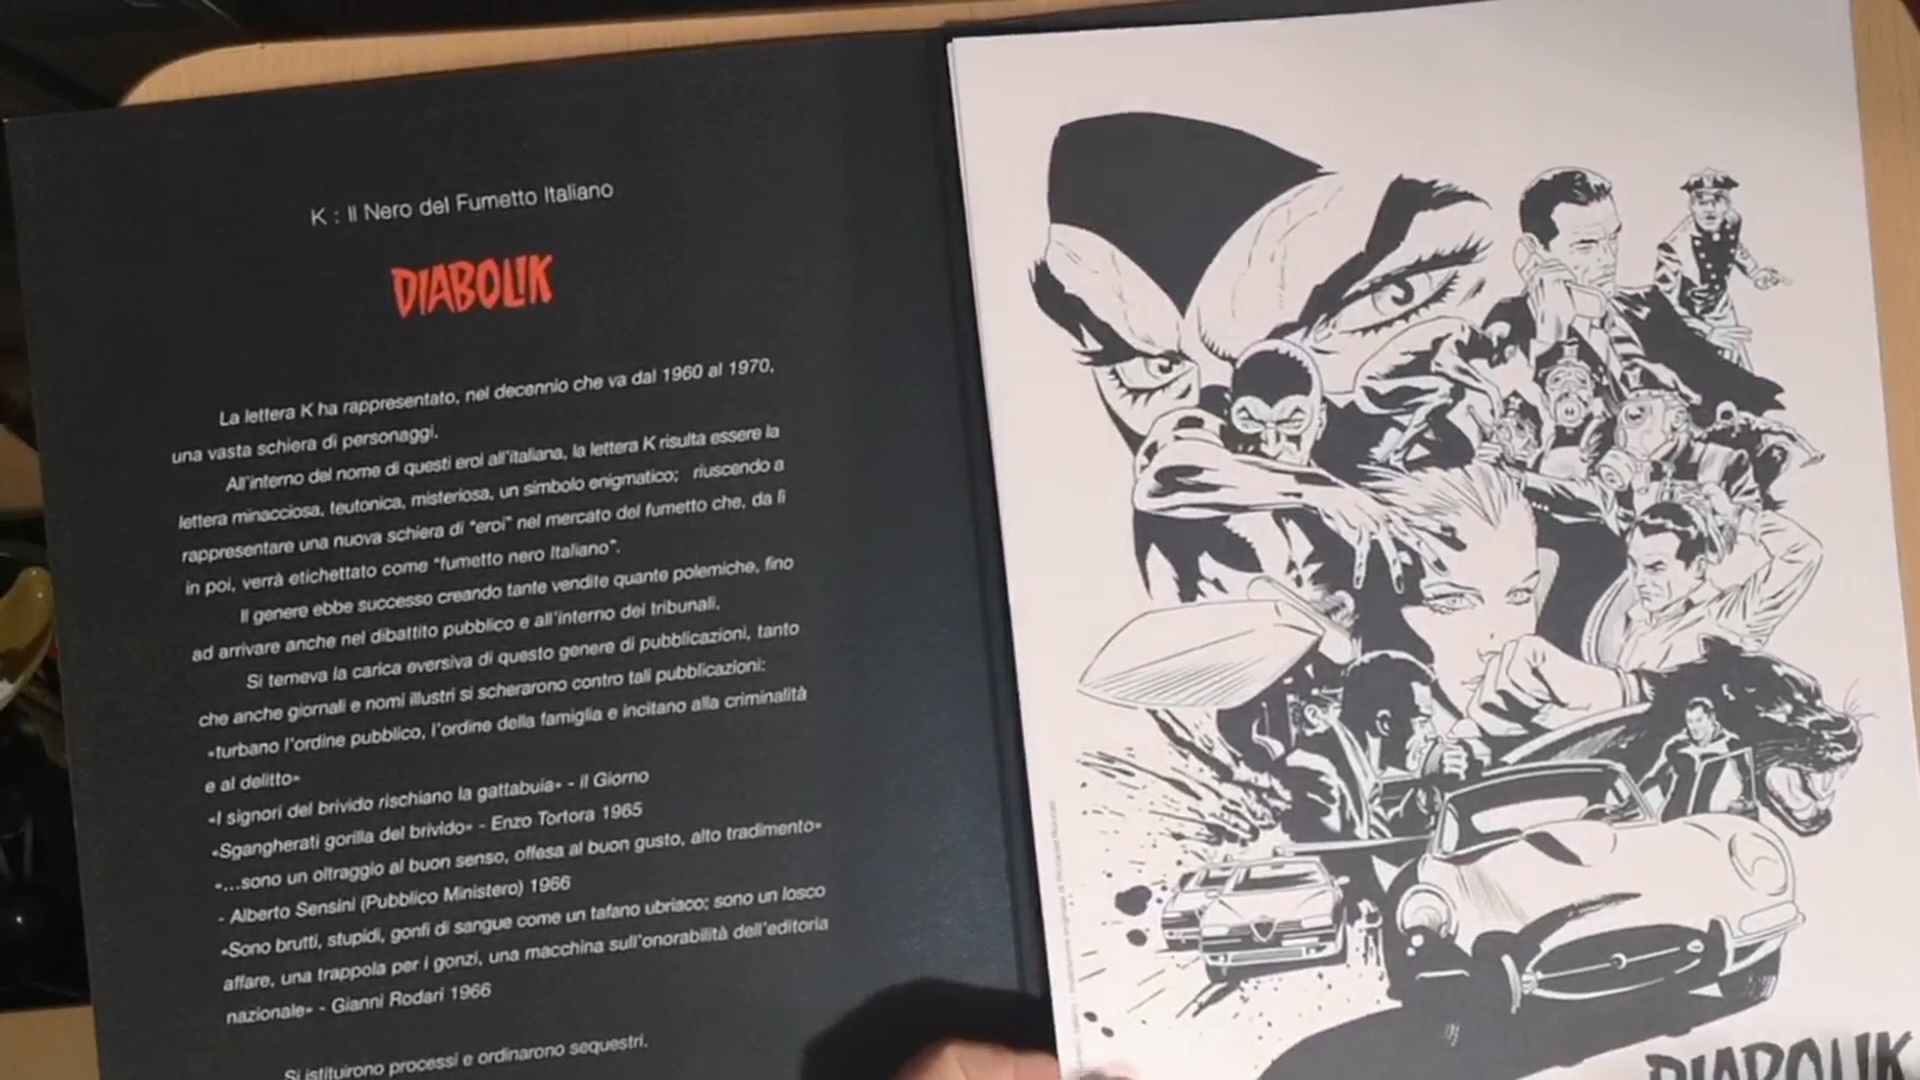 K : Il Nero del Fumetto Italiano
DIABOLIK
La lettera K ha rappresentato, nel decennio che va dal 1960 al 1970,
una vasta schiera di personaggi.
All'interno del nome di questi eroi all'italiana, la lettera K risulta essere la
lettera minacciosa, teutonica, misteriosa, un simbolo enigmatico; riuscendo a
rappresentare una nuova schiera di "eroi" nel mercato del fumetto che, da lì
in poi, verrà etichettato come "fumetto nero Italiano".
Il genere ebbe successo creando tante vendite quante polemiche, fino
ad arrivare anche nel dibattito pubblico e all'interno dei tribunali.
Si temeva la carica eversiva di questo genere di pubblicazioni, tanto
che anche giornali e nomi illustri si scherarono contro tali pubblicazioni:
«turbano l'ordine pubblico, l'ordine della famiglia e incitano alla criminalità
e al delitto»
«I signori del brivido rischiano la gattabuia» - il Giorno
«Sgangherati gorilla del brivido» - Enzo Tortora 1965
«...sono un oltraggio al buon senso, offesa al buon gusto, alto tradimento»
- Alberto Sensini (Pubblico Ministero) 1966
«Sono brutti, stupidi, gonfi di sangue come un tafano ubriaco; sono un losco
affare, una trappola per i gonzi, una macchina sull'onorabilità dell'editoria
nazionale» - Gianni Rodari 1966
Si istituirono processi e ordinarono sequestri.
DIABOLIK